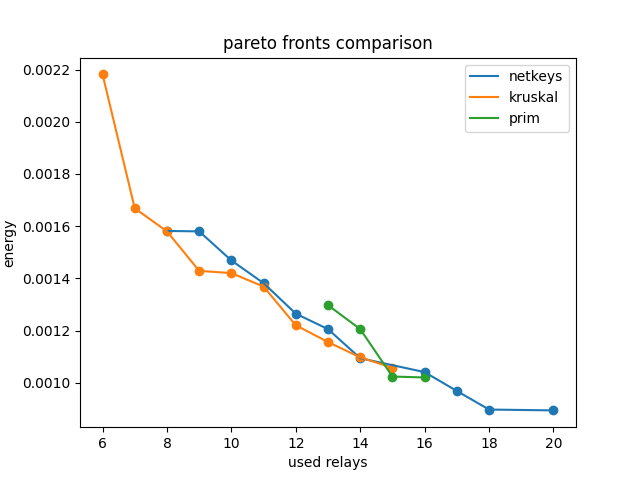 pareto fronts comparison
netkeys
kruskal
prim
0.0022
0.0020
0.0018
0.0016
0.0014
0.0012
0.0010
energy
6 8 10 12 14 16 18 20
used relays